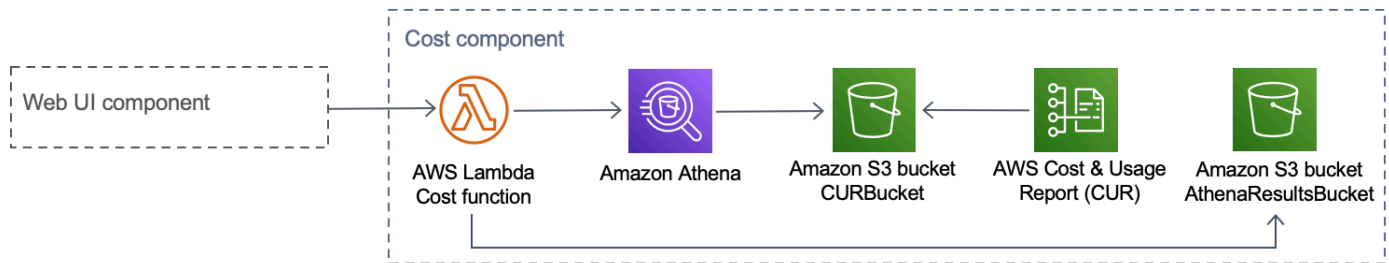 Cost component
Web UI component
AWS Lambda
Cost function
Amazon Athena
Amazon S3 bucket
CURBucket
AWS Cost & Usage
Report (CUR)
Amazon S3 bucket
AthenaResultsBucket